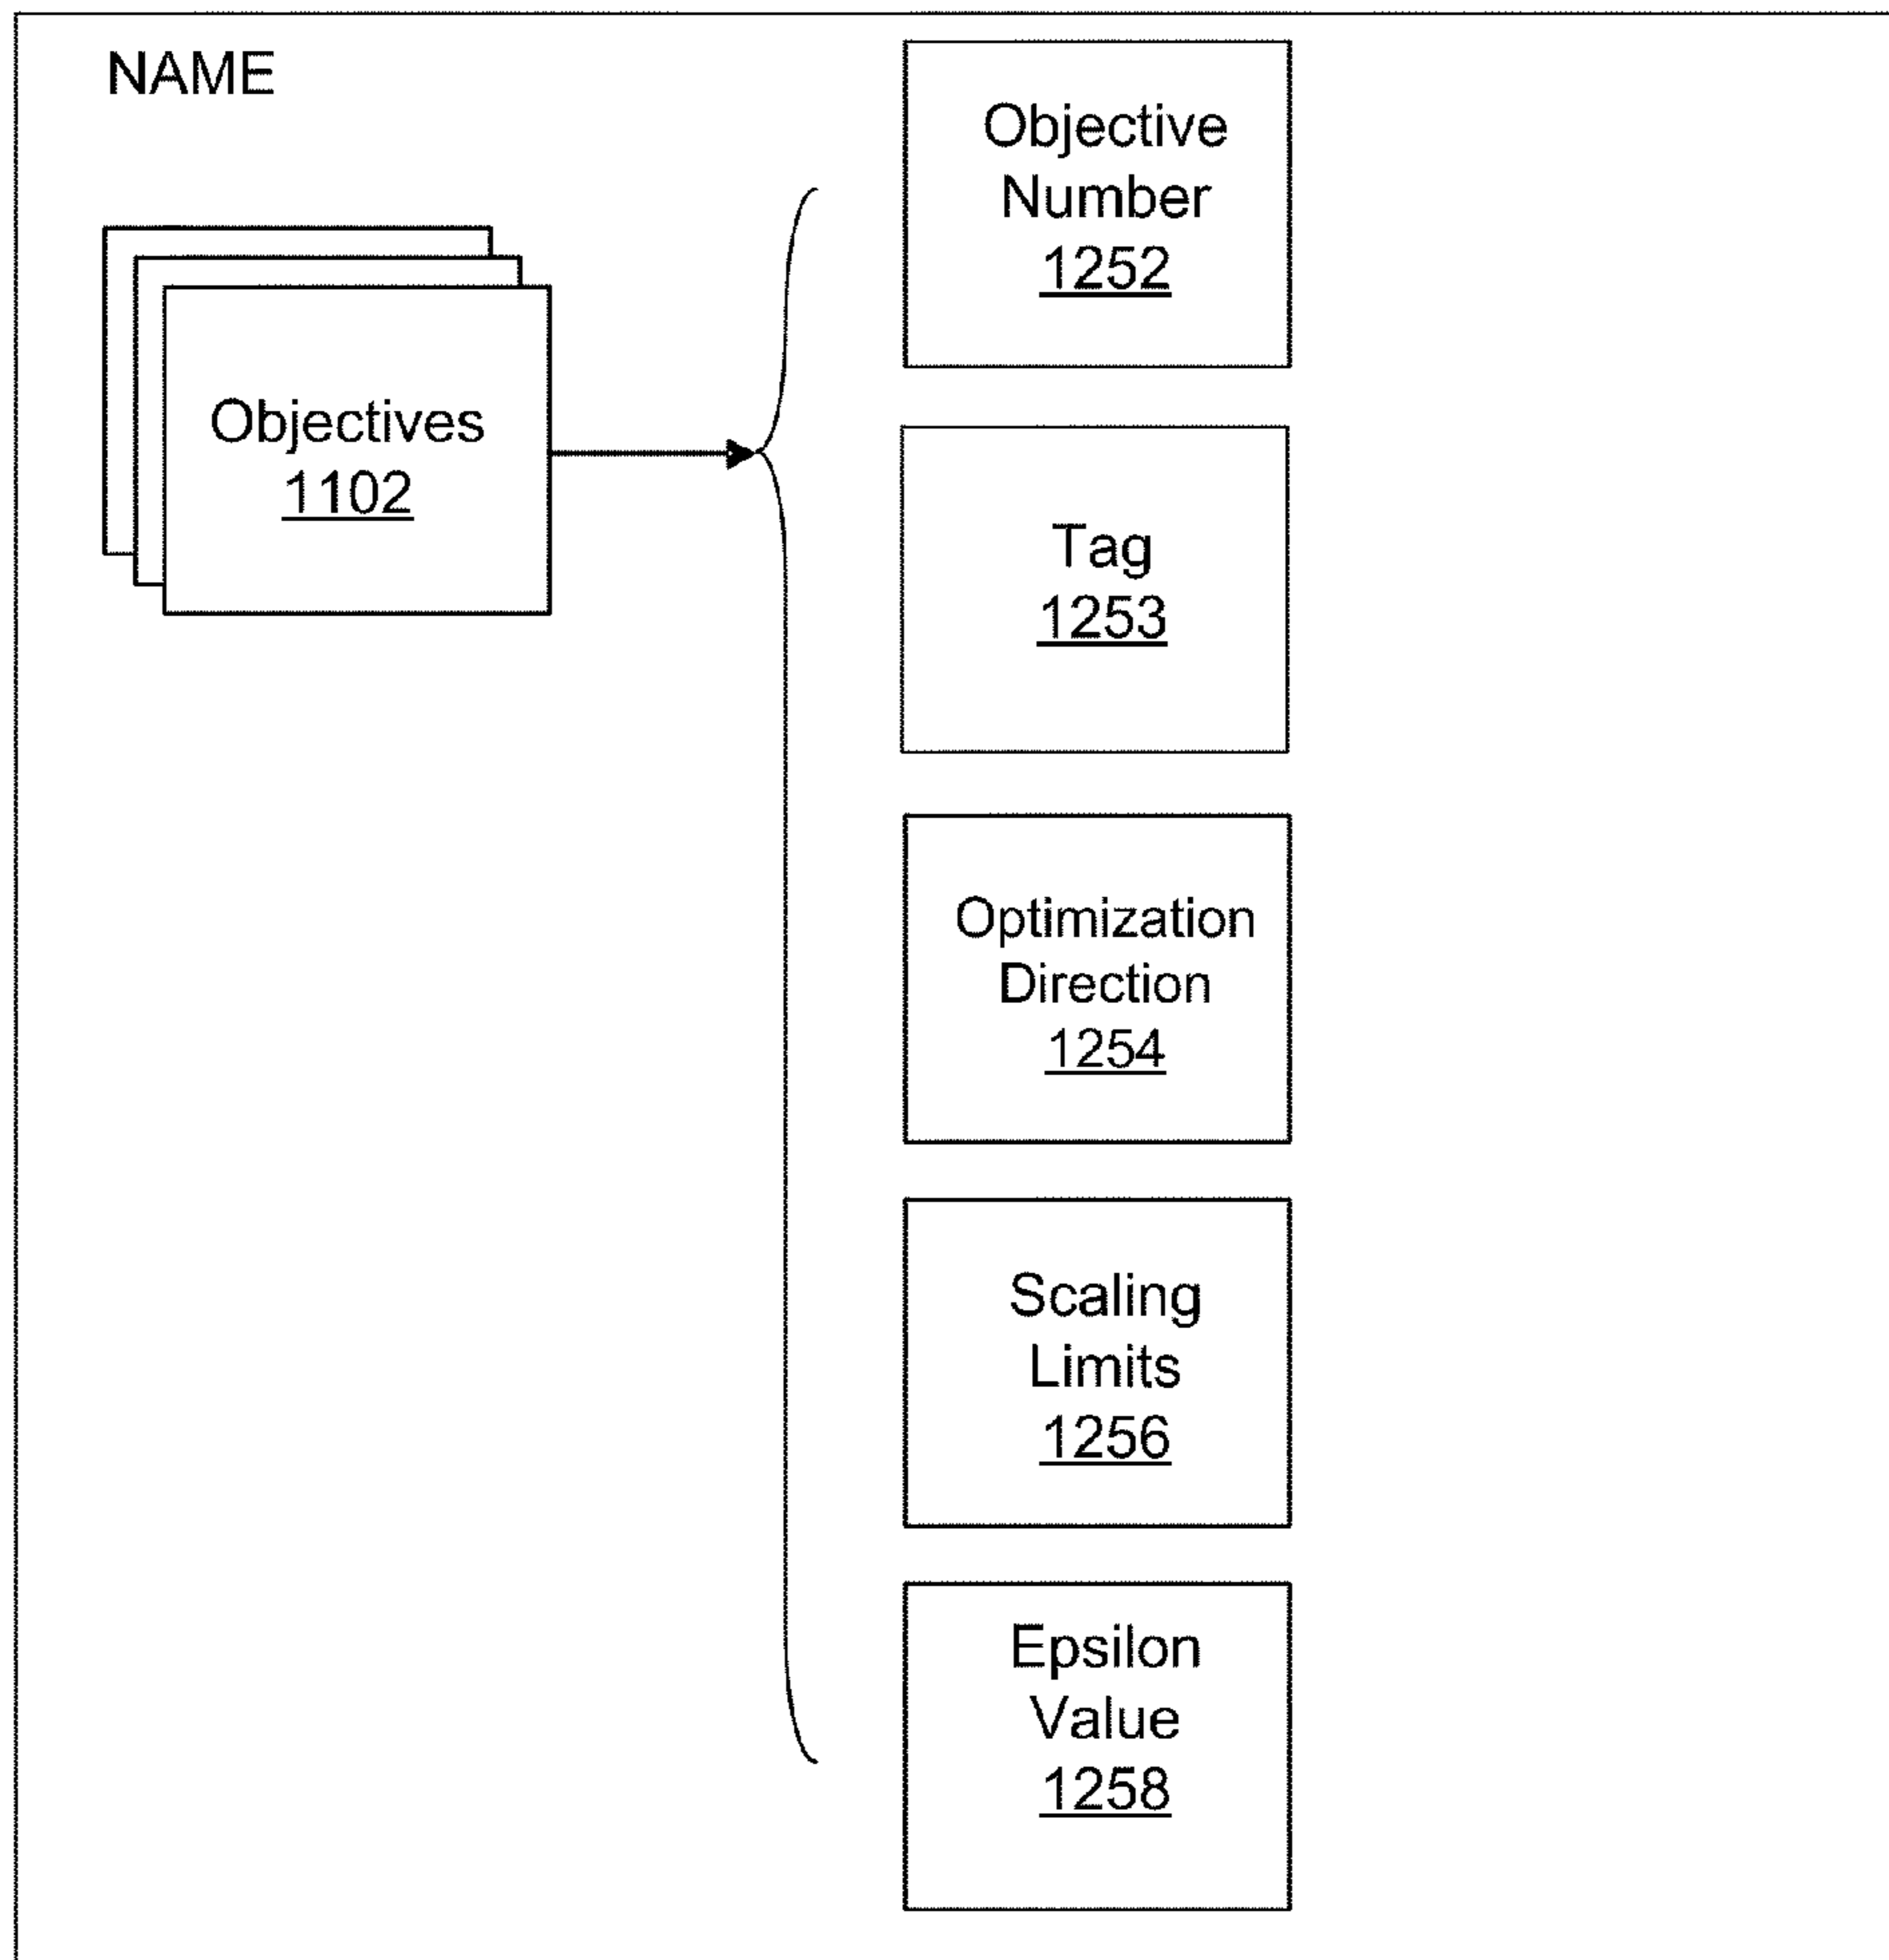 NAME
Objectives
1102
Objective
Number
1252
Tag
1253
Optimization
Direction
1254
Scaling
Limits
1256
Epsilon
Value
1258